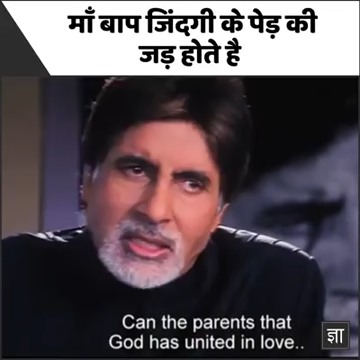 माँ बाप जिंदगी के पेड़ की
जड़ होते है
Can the parents that
God has united in love..
ज्ञा